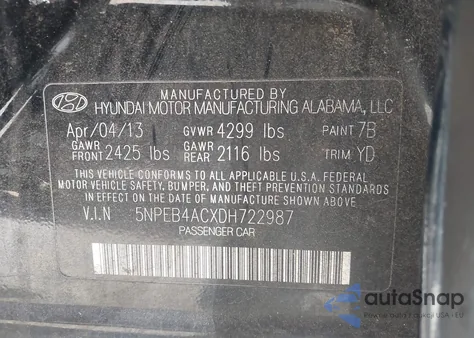 MANUFACTURED BY
HYUNDAI MOTOR MANUFACTURING ALABAMA, LLC
Apr/04/13 GVWR 4299 lbs PAINT 7B
GAWR FRONT 2425 lbs GAWR REAR 2116 lbs TRIM YD
THIS VEHICLE CONFORMS TO ALL APPLICABLE U.S.A. FEDERAL
MOTOR VEHICLE SAFETY, BUMPER, AND THEFT PREVENTION STANDARDS
IN EFFECT ON THE DATE OF MANUFACTURE SHOWN ABOVE.
V.I.N 5NPEB4ACXDH722987
PASSENGER CAR
autoSnap